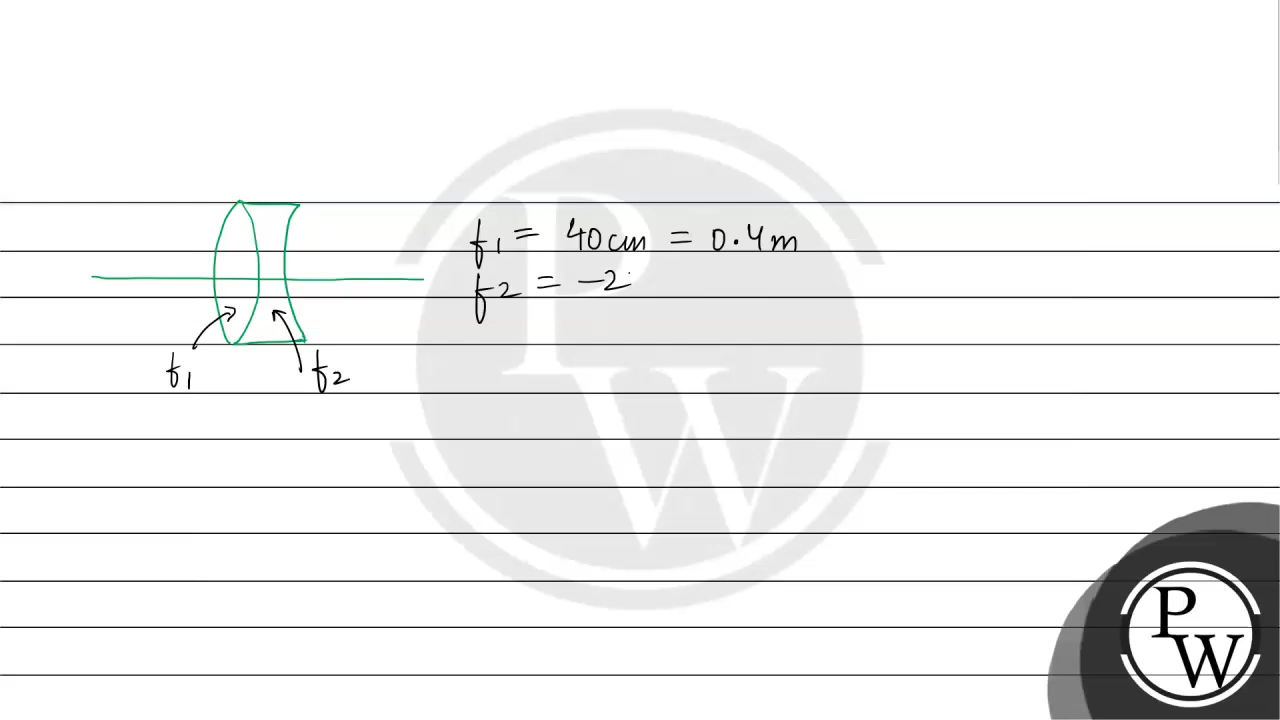 f1 = 40cm = 0.4m
f2 = -2
f1
f2
P
W
P
W